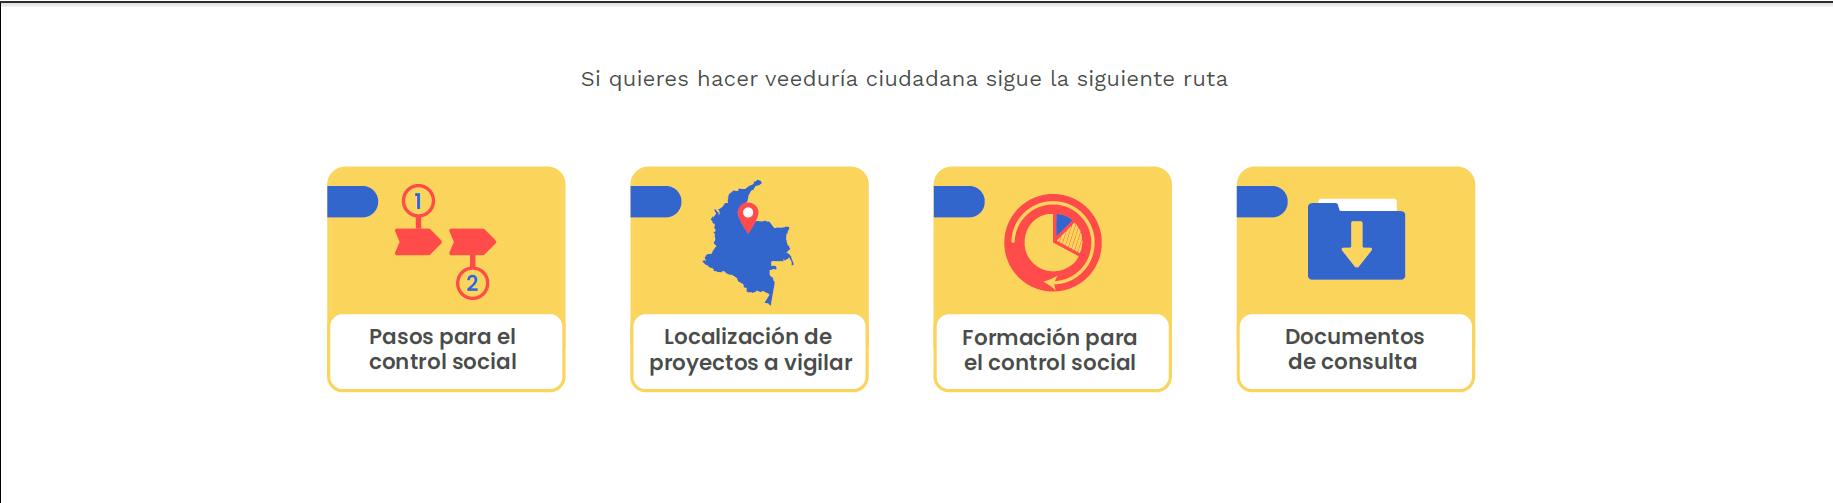 Si quieres hacer veeduría ciudadana sigue la siguiente ruta
1
2
Pasos para el
control social
Localización de
proyectos a vigilar
Formación para
el control social
Documentos
de consulta